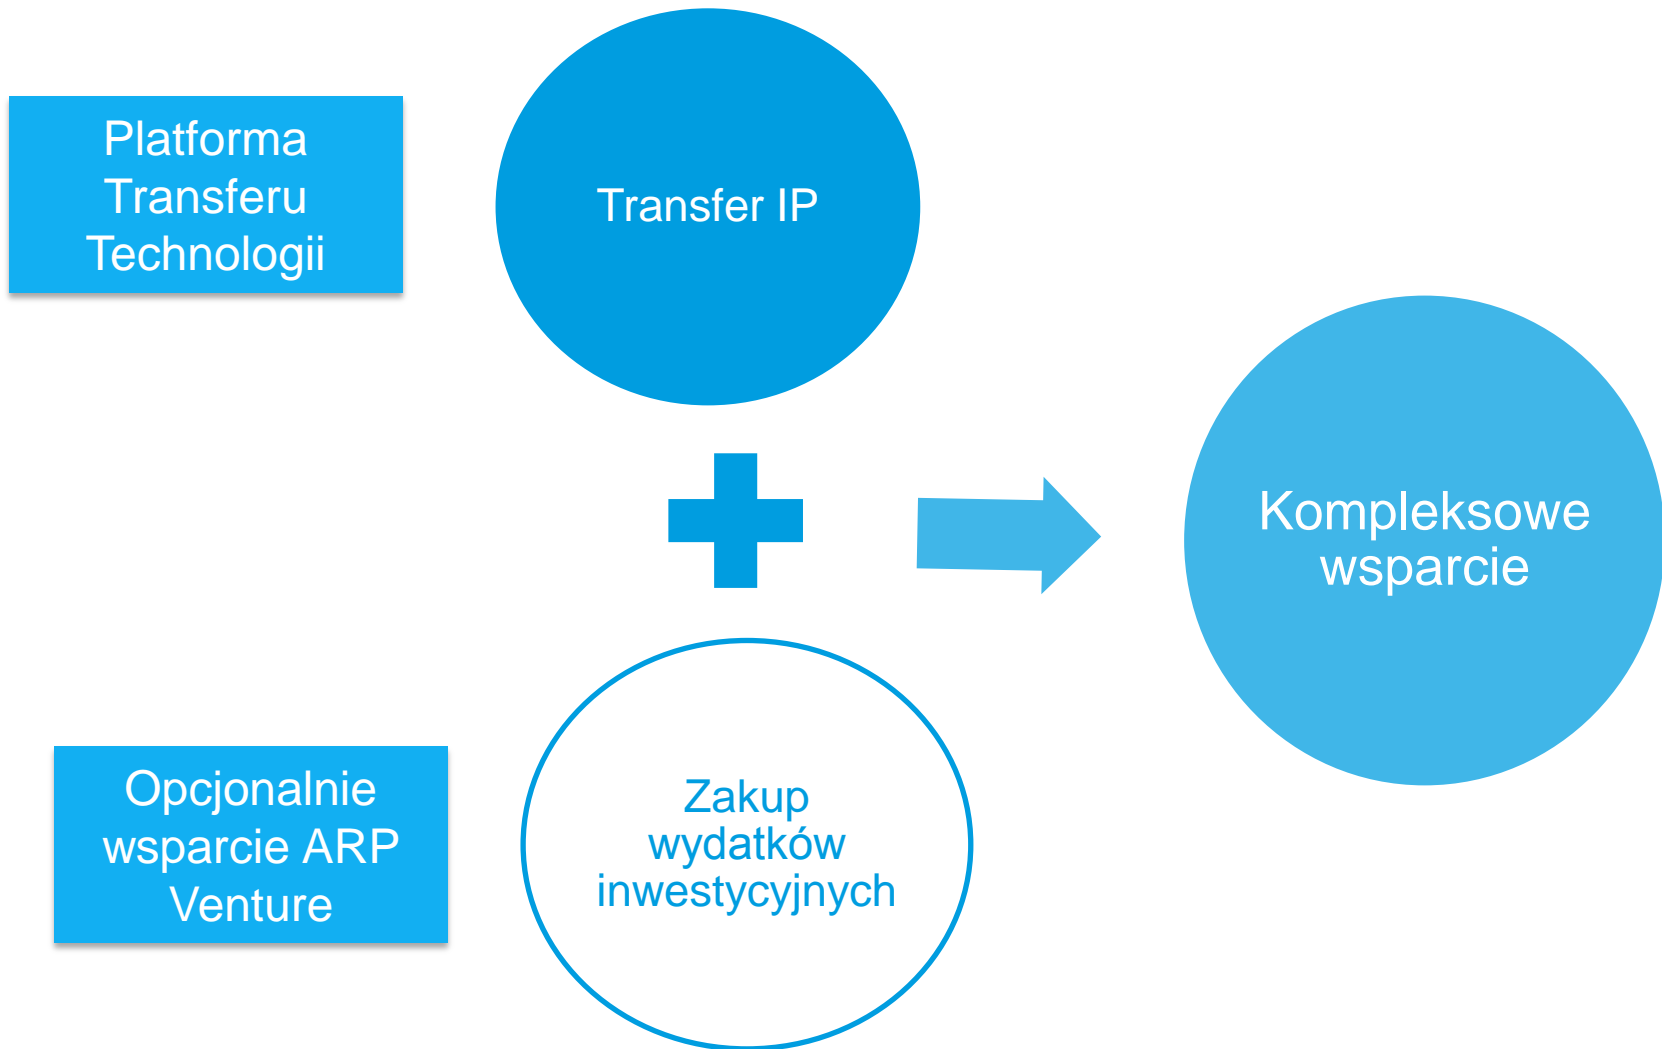 Platforma
Transferu
Technologii
Transfer IP
Kompleksowe
wsparcie
Opcjonalnie
wsparcie ARP
Venture
Zakup
wydatków
inwestycyjnych